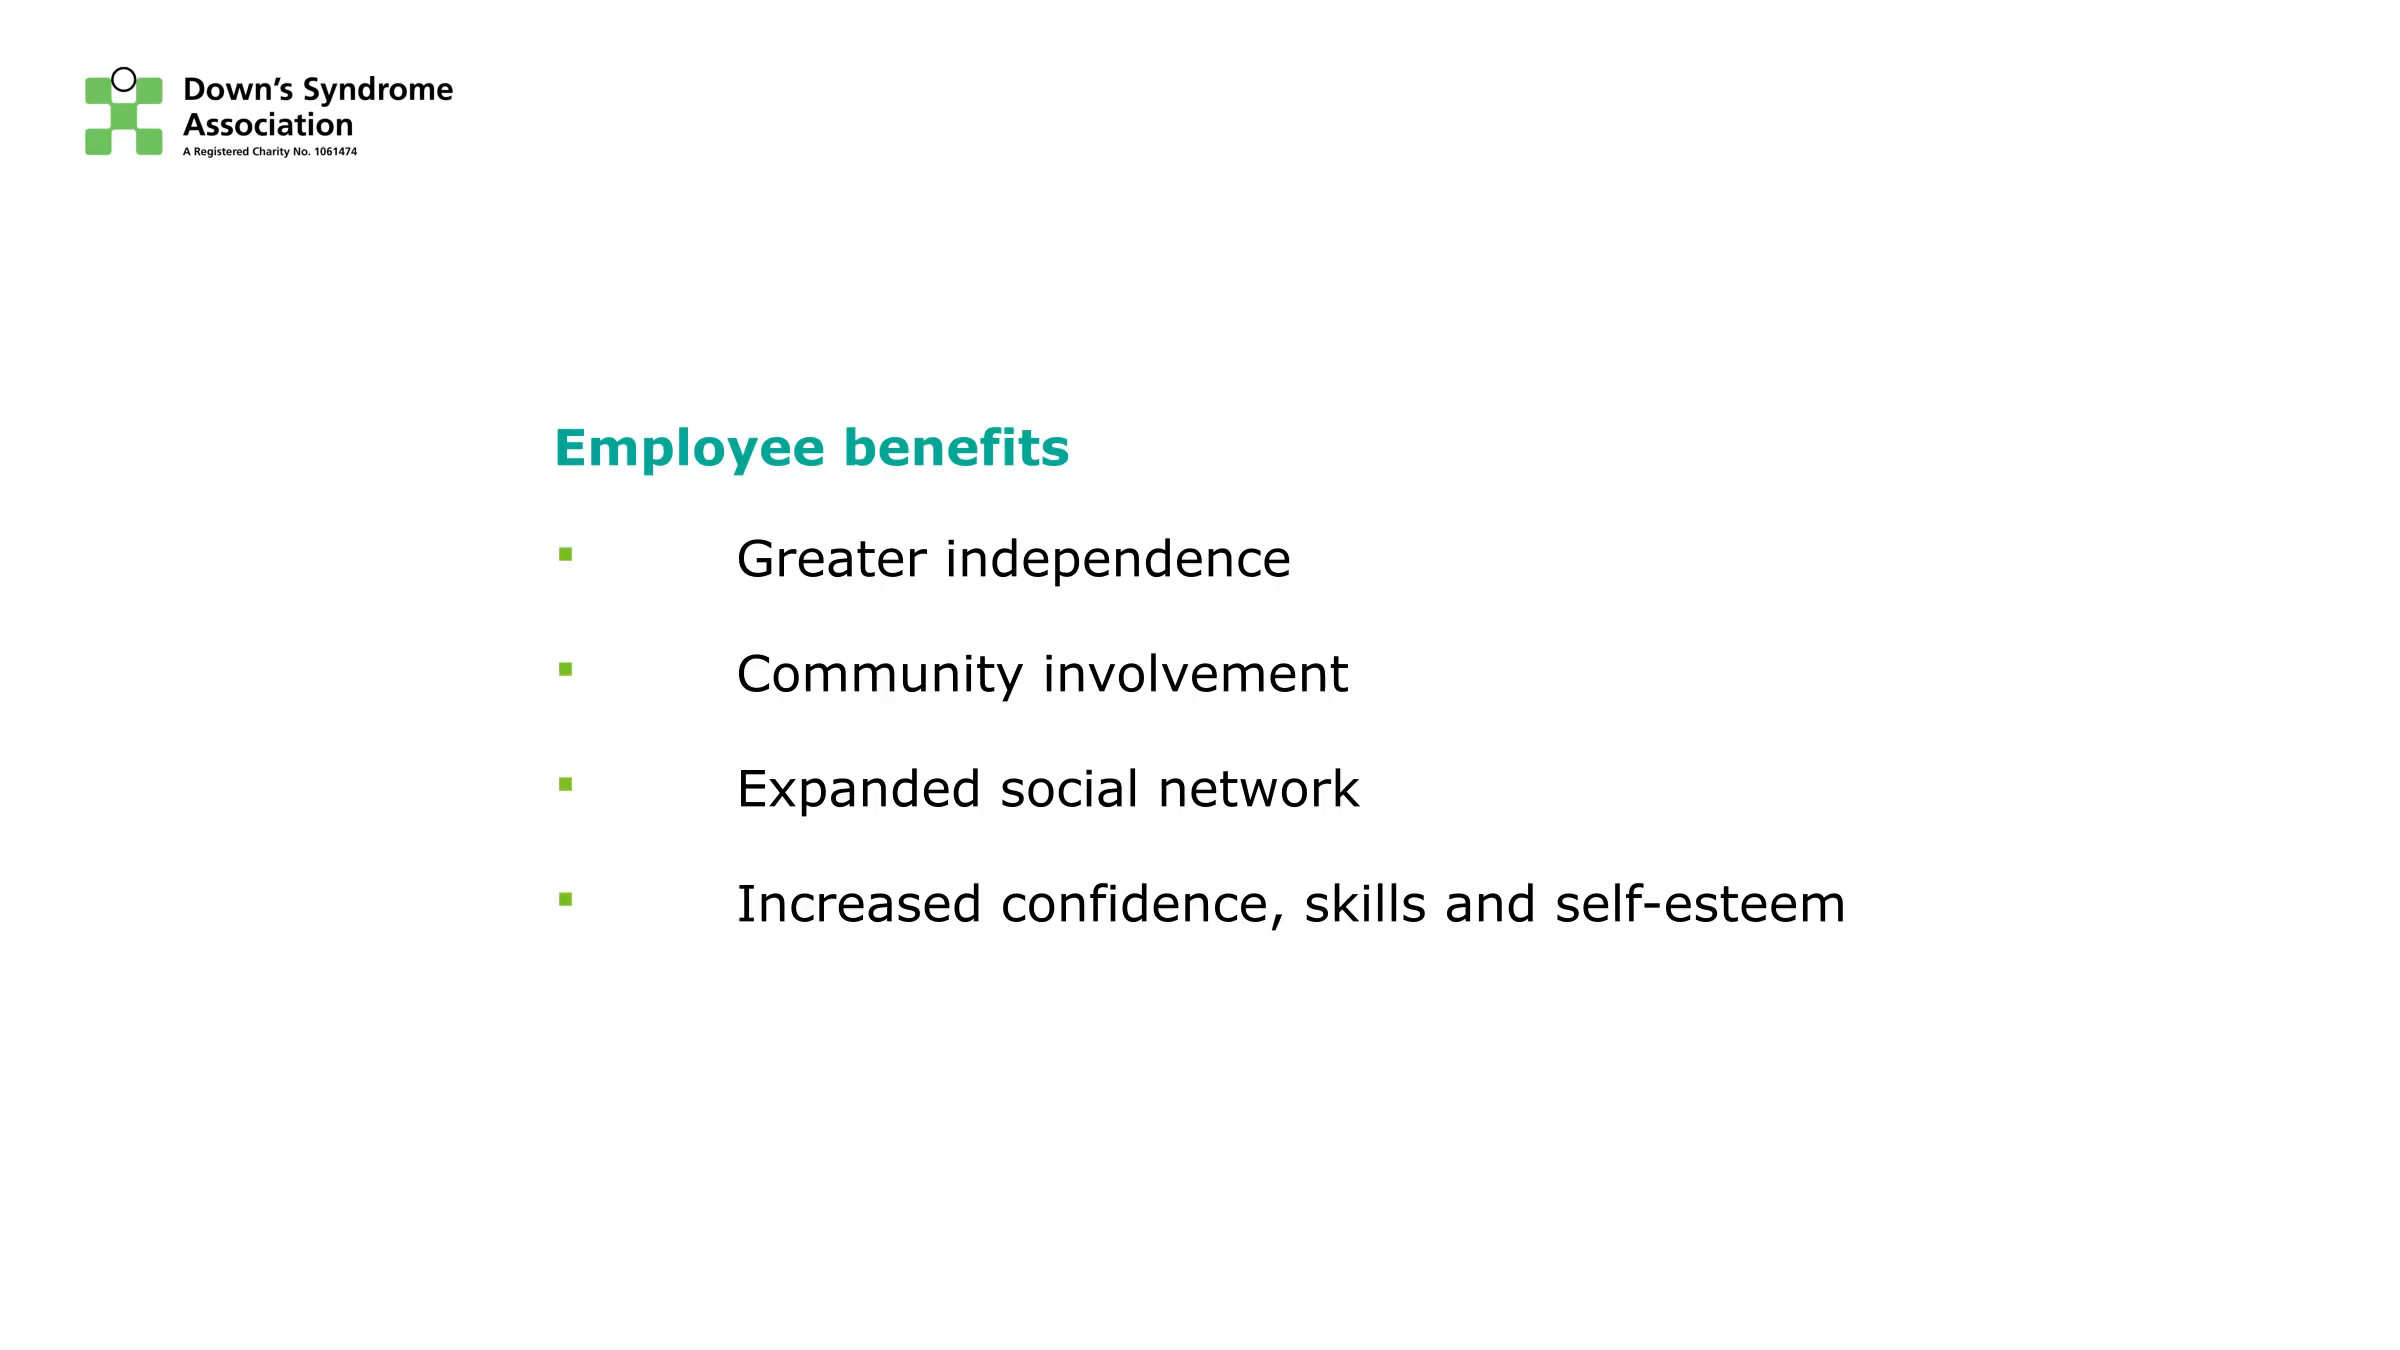 Down's Syndrome
Association
A Registered Charity No. 1061474
Employee benefits
▪ Greater independence
▪ Community involvement
▪ Expanded social network
▪ Increased confidence, skills and self-esteem